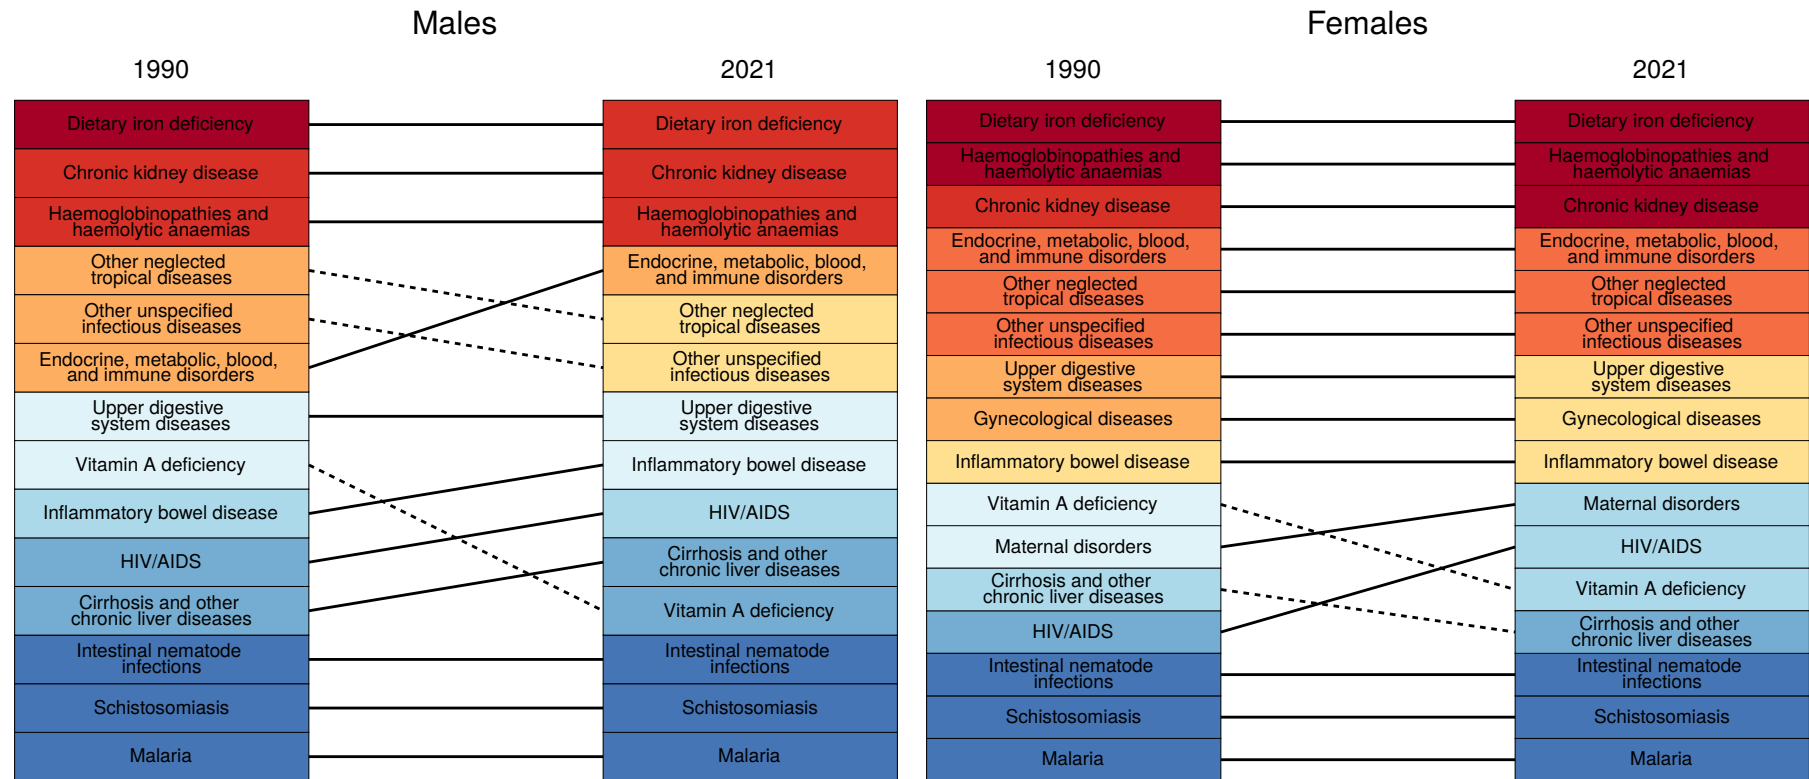 Males
1990
2021
Dietary iron deficiency
Chronic kidney disease
Haemoglobinopathies and
haemolytic anaemias
Other neglected
tropical diseases
Other unspecified
infectious diseases
Endocrine, metabolic, blood,
and immune disorders
Upper digestive
system diseases
Vitamin A deficiency
Inflammatory bowel disease
HIV/AIDS
Cirrhosis and other
chronic liver diseases
Intestinal nematode
infections
Schistosomiasis
Malaria
Dietary iron deficiency
Chronic kidney disease
Haemoglobinopathies and
haemolytic anaemias
Endocrine, metabolic, blood,
and immune disorders
Other neglected
tropical diseases
Other unspecified
infectious diseases
Upper digestive
system diseases
Inflammatory bowel disease
HIV/AIDS
Cirrhosis and other
chronic liver diseases
Vitamin A deficiency
Intestinal nematode
infections
Schistosomiasis
Malaria
Females
1990
2021
Dietary iron deficiency
Haemoglobinopathies and
haemolytic anaemias
Chronic kidney disease
Endocrine, metabolic, blood,
and immune disorders
Other neglected
tropical diseases
Other unspecified
infectious diseases
Upper digestive
system diseases
Gynecological diseases
Inflammatory bowel disease
Vitamin A deficiency
Maternal disorders
Cirrhosis and other
chronic liver diseases
HIV/AIDS
Intestinal nematode
infections
Schistosomiasis
Malaria
Dietary iron deficiency
Haemoglobinopathies and
haemolytic anaemias
Chronic kidney disease
Endocrine, metabolic, blood,
and immune disorders
Other neglected
tropical diseases
Other unspecified
infectious diseases
Upper digestive
system diseases
Gynecological diseases
Inflammatory bowel disease
Maternal disorders
HIV/AIDS
Vitamin A deficiency
Cirrhosis and other
chronic liver diseases
Intestinal nematode
infections
Schistosomiasis
Malaria